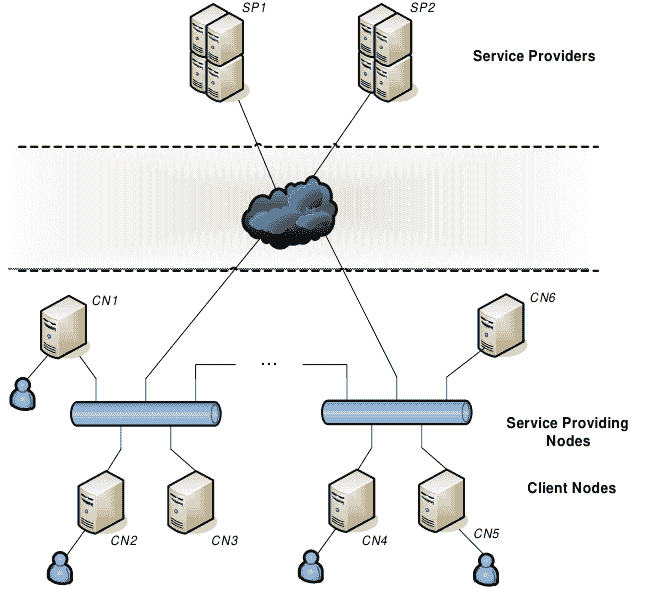 SP1
SP2
Service Providers
CN1
CN6
...
Service Providing
Nodes
Client Nodes
CN2
CN3
CN4
CN5